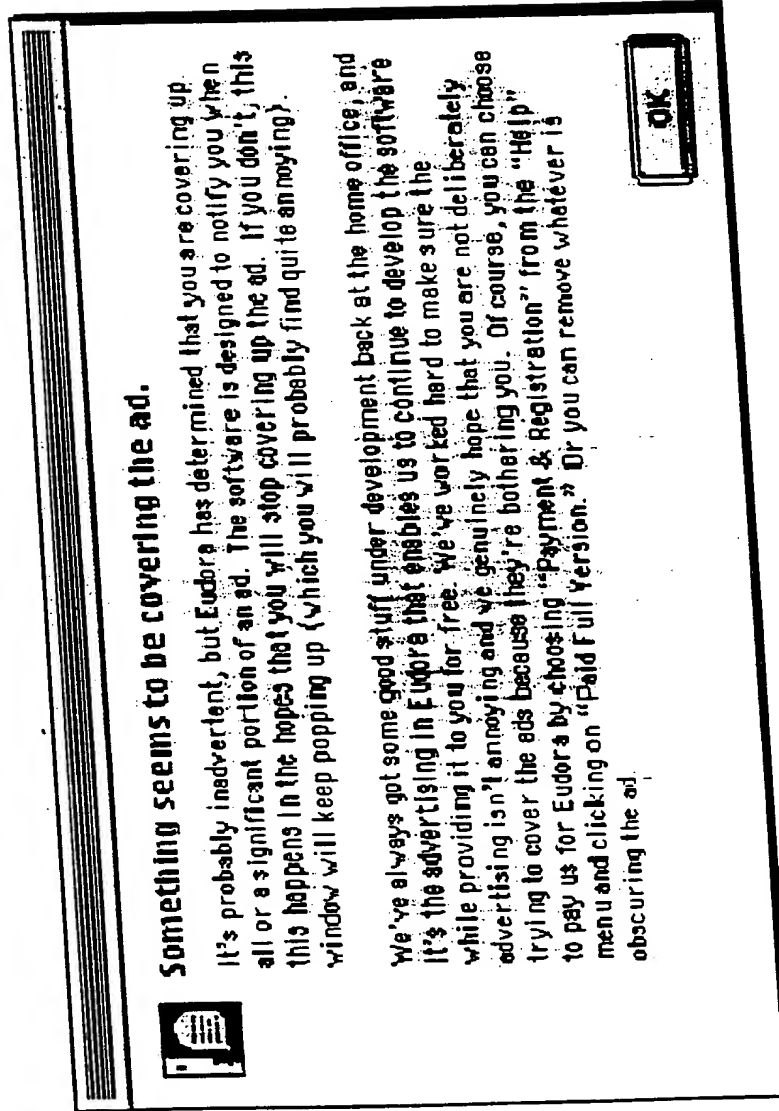 Something seems to be covering the ad.
It's probably inadvertent, but Eudora has determined that you are covering up
all or a significant portion of an ad. The software is designed to notify you when
this happens in the hopes that you will stop covering up the ad. If you don't, this
window will keep popping up (which you will probably find quite annoying).
We've always got some good stuff under development back at the home office, and
it's the advertising in Eudora that enables us to continue to develop the software
while providing it to you for free. We've worked hard to make sure the
advertising isn't annoying and we genuinely hope that you are not deliberately
trying to cover the ads because they're bothering you. Of course, you can choose
to pay us for Eudora by choosing "Payment & Registration" from the "Help"
menu and clicking on "Paid Full Version." Or you can remove whatever is
obscuring the ad.
OK